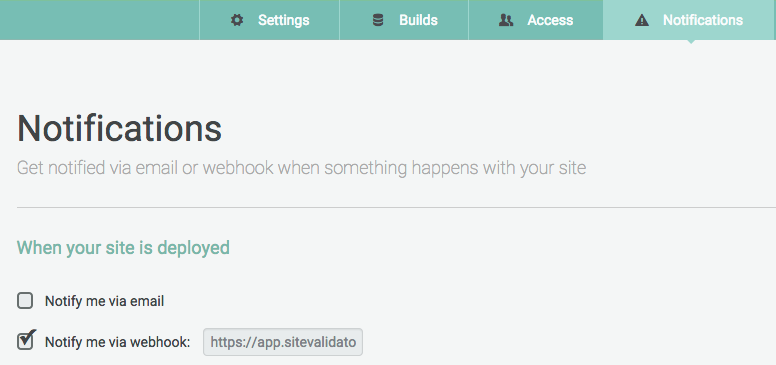 Settings Builds Access Notifications
Notifications
Get notified via email or webhook when something happens with your site
When your site is deployed
Notify me via email
Notify me via webhook: https://app.sitevalidato